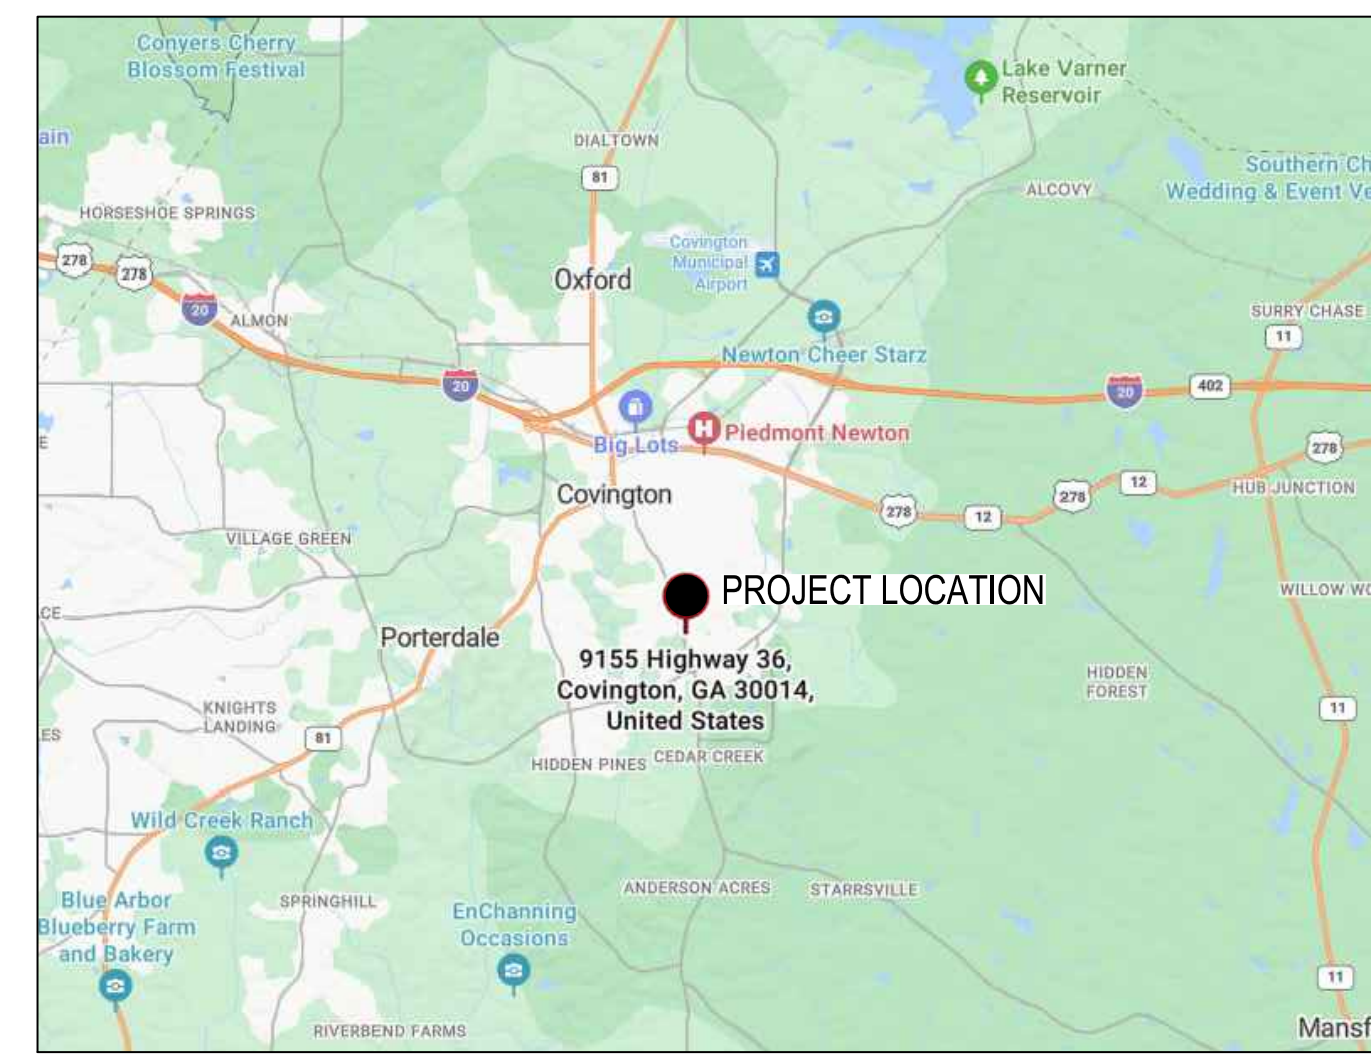 Conyers Cherry
Blossom Festival
Lake Varner
Reservoir
ain
DIALTOWN
81
Southern Ch
Wedding & Event Ve
ALCOVY
HORSESHOE SPRINGS
Covington
Municipal
Airport
278
278
Oxford
20
ALMON
SURRY CHASE
11
Newton Cheer Starz
20
20
402
Big Lots
Piedmont Newton
E
278
Covington
278
12
278
12
HUB JUNCTION
VILLAGE GREEN
PROJECT LOCATION
WILLOW WO
CE
Porterdale
9155 Highway 36,
Covington, GA 30014,
United States
HIDDEN
FOREST
KNIGHTS
LANDING
11
ES
81
HIDDEN PINES
CEDAR CREEK
Wild Creek Ranch
ANDERSON ACRES
STARRSVILLE
Blue Arbor
Blueberry Farm
and Bakery
SPRINGHILL
EnChanning
Occasions
11
RIVERBEND FARMS
Mansf